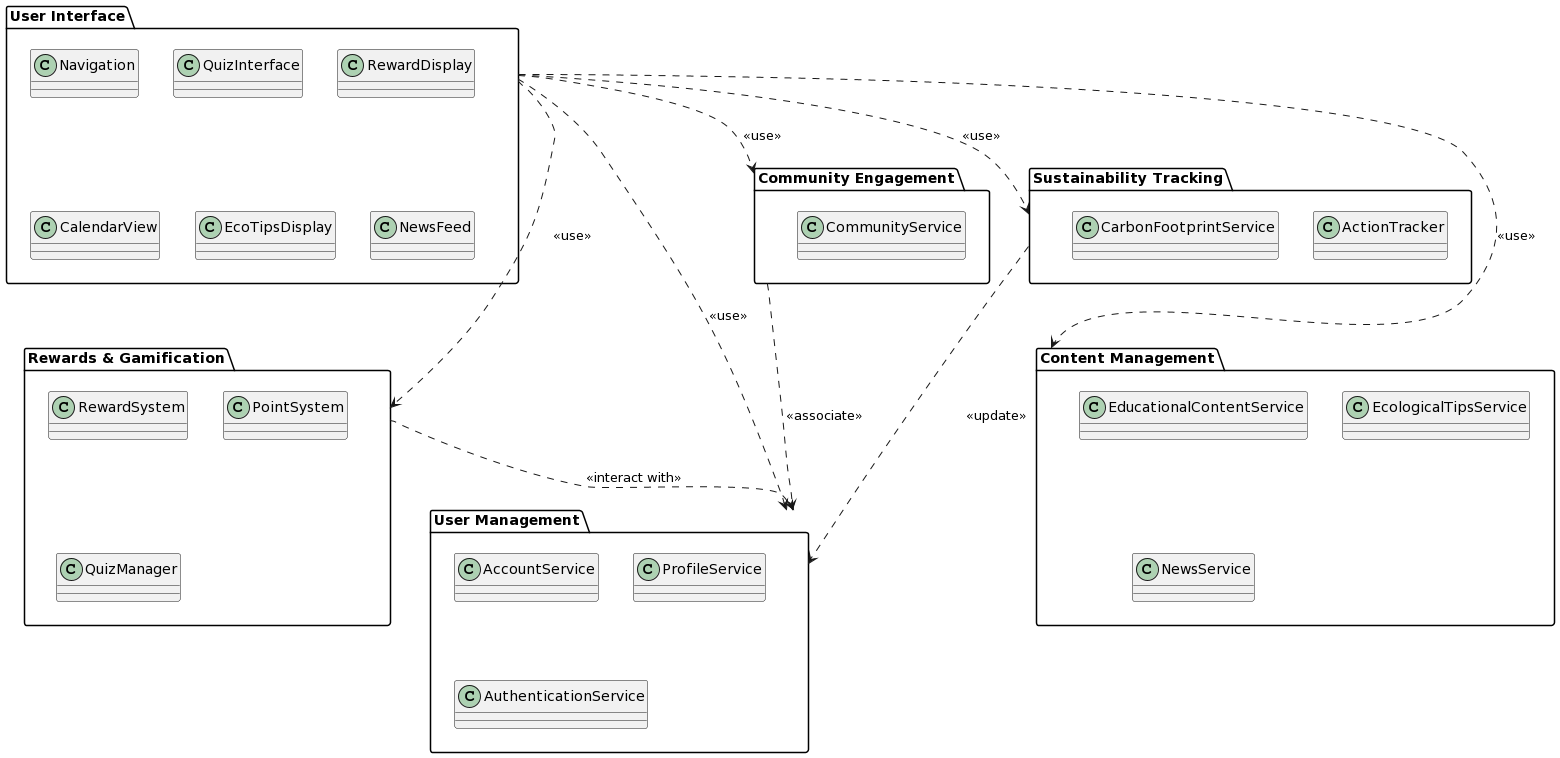 User Interface
C Navigation
C QuizInterface
C RewardDisplay
C CalendarView
C EcoTipsDisplay
C NewsFeed
«use»
«use»
«use»
«use»
«use»
Community Engagement
C CommunityService
Sustainability Tracking
C CarbonFootprintService
C ActionTracker
Rewards & Gamification
C RewardSystem
C PointSystem
C QuizManager
«associate»
«update»
«interact with»
Content Management
C EducationalContentService
C EcologicalTipsService
C NewsService
User Management
C AccountService
C ProfileService
C AuthenticationService